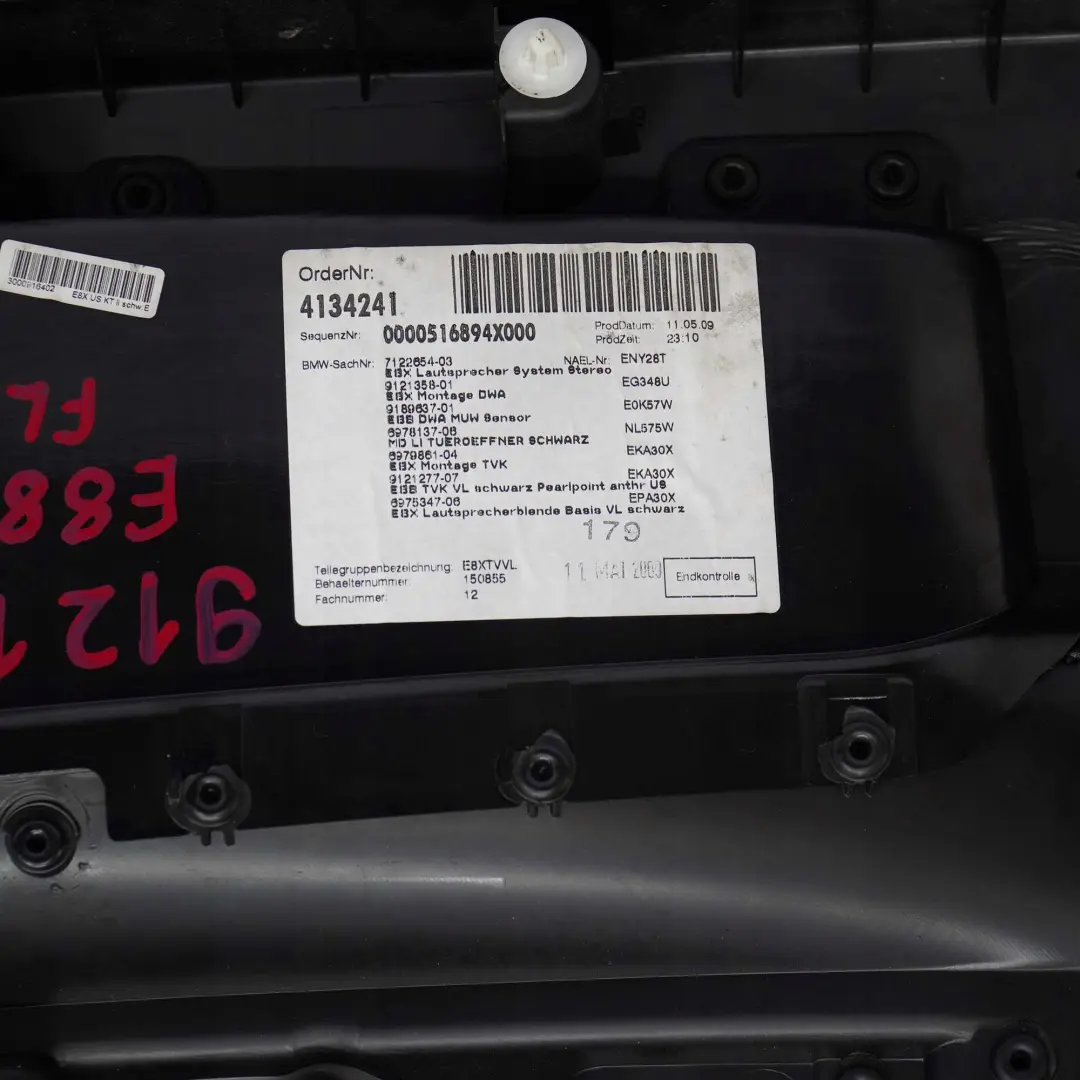 3000918402
E8X US KT li schw.E
OrderNr:
4134241
SequenzNr: 0000516894X000
ProdDatum: 11.05.09
ProdZeit: 23:10
BMW-SachNr: 7122654-03 NAEL-Nr: ENY28T
E8X Lautsprecher System Stereo
9121358-01 EG348U
E8X Montage DWA
9189637-01 E0K57W
E88 DWA MUW Sensor
6978137-06 NL575W
MD LI TUEROEFFNER SCHWARZ
6979861-04 EKA30X
E8X Montage TVK
9121277-07 EKA30X
E88 TVK VL schwarz Pearlpoint anthr US
6975347-06 EPA30X
E8X Lautsprecherblende Basis VL schwarz
179
Teilegruppenbezeichnung: E8XTVVL
Behaelternummer: 150855
Fachnummer: 12
11 MAI
Endkontrolle
FL
E88
9121